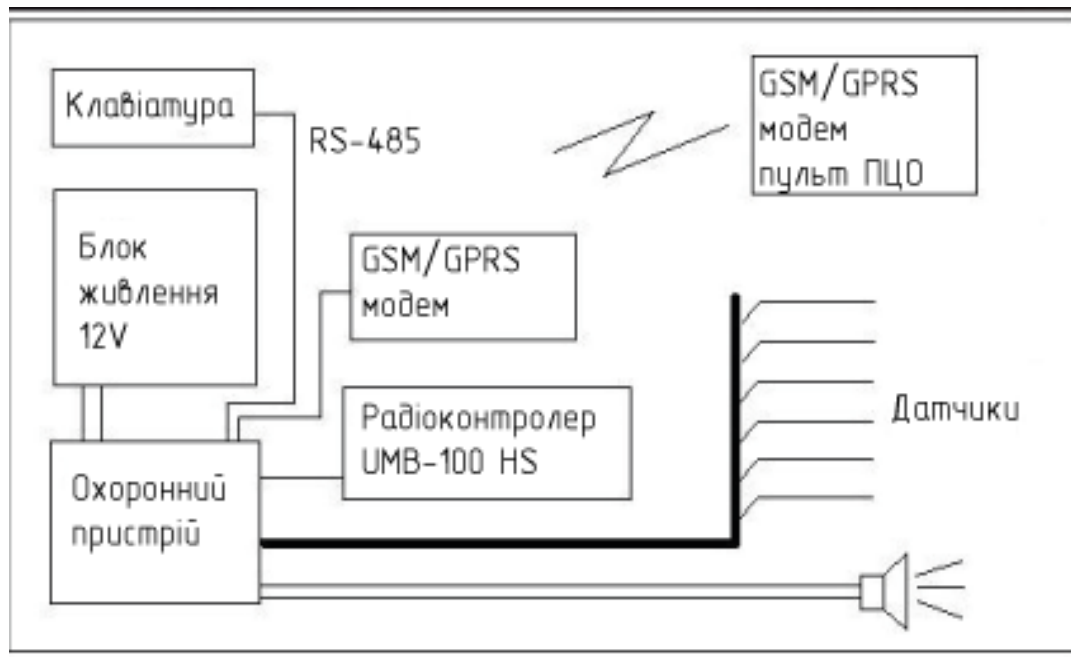 Клавіатура
RS-485
GSM/GPRS
модем
пульт ПЦО
Блок
живлення
12V
GSM/GPRS
модем
Радіоконтролер
UMB-100 HS
Датчики
Охоронний
пристрій